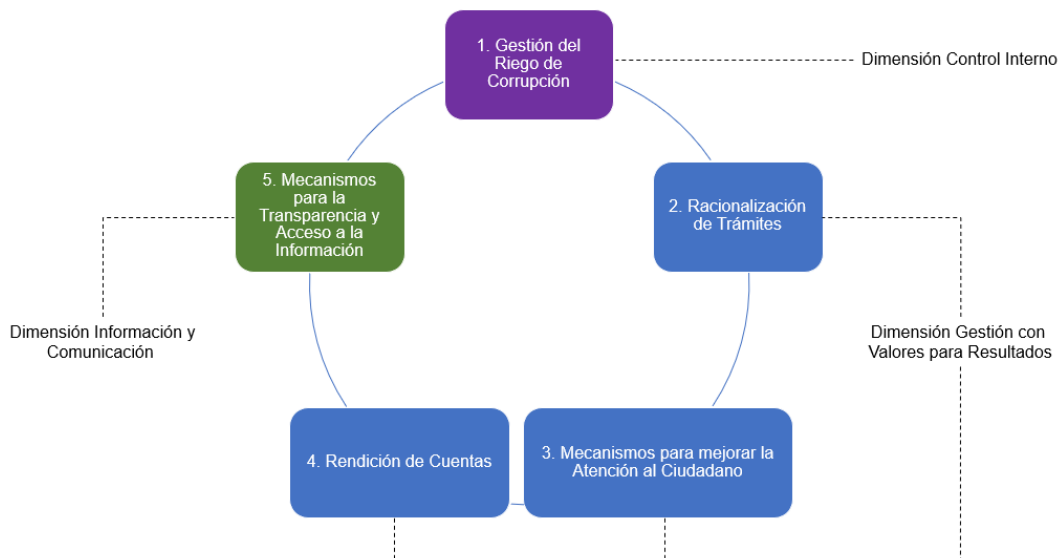 1. Gestión del
Riego de
Corrupción
Dimensión Control Interno
5. Mecanismos
para la
Transparencia y
Acceso a la
Información
2. Racionalización
de Trámites
Dimensión Información y
Comunicación
Dimensión Gestión con
Valores para Resultados
4. Rendición de Cuentas
3. Mecanismos para mejorar la
Atención al Ciudadano